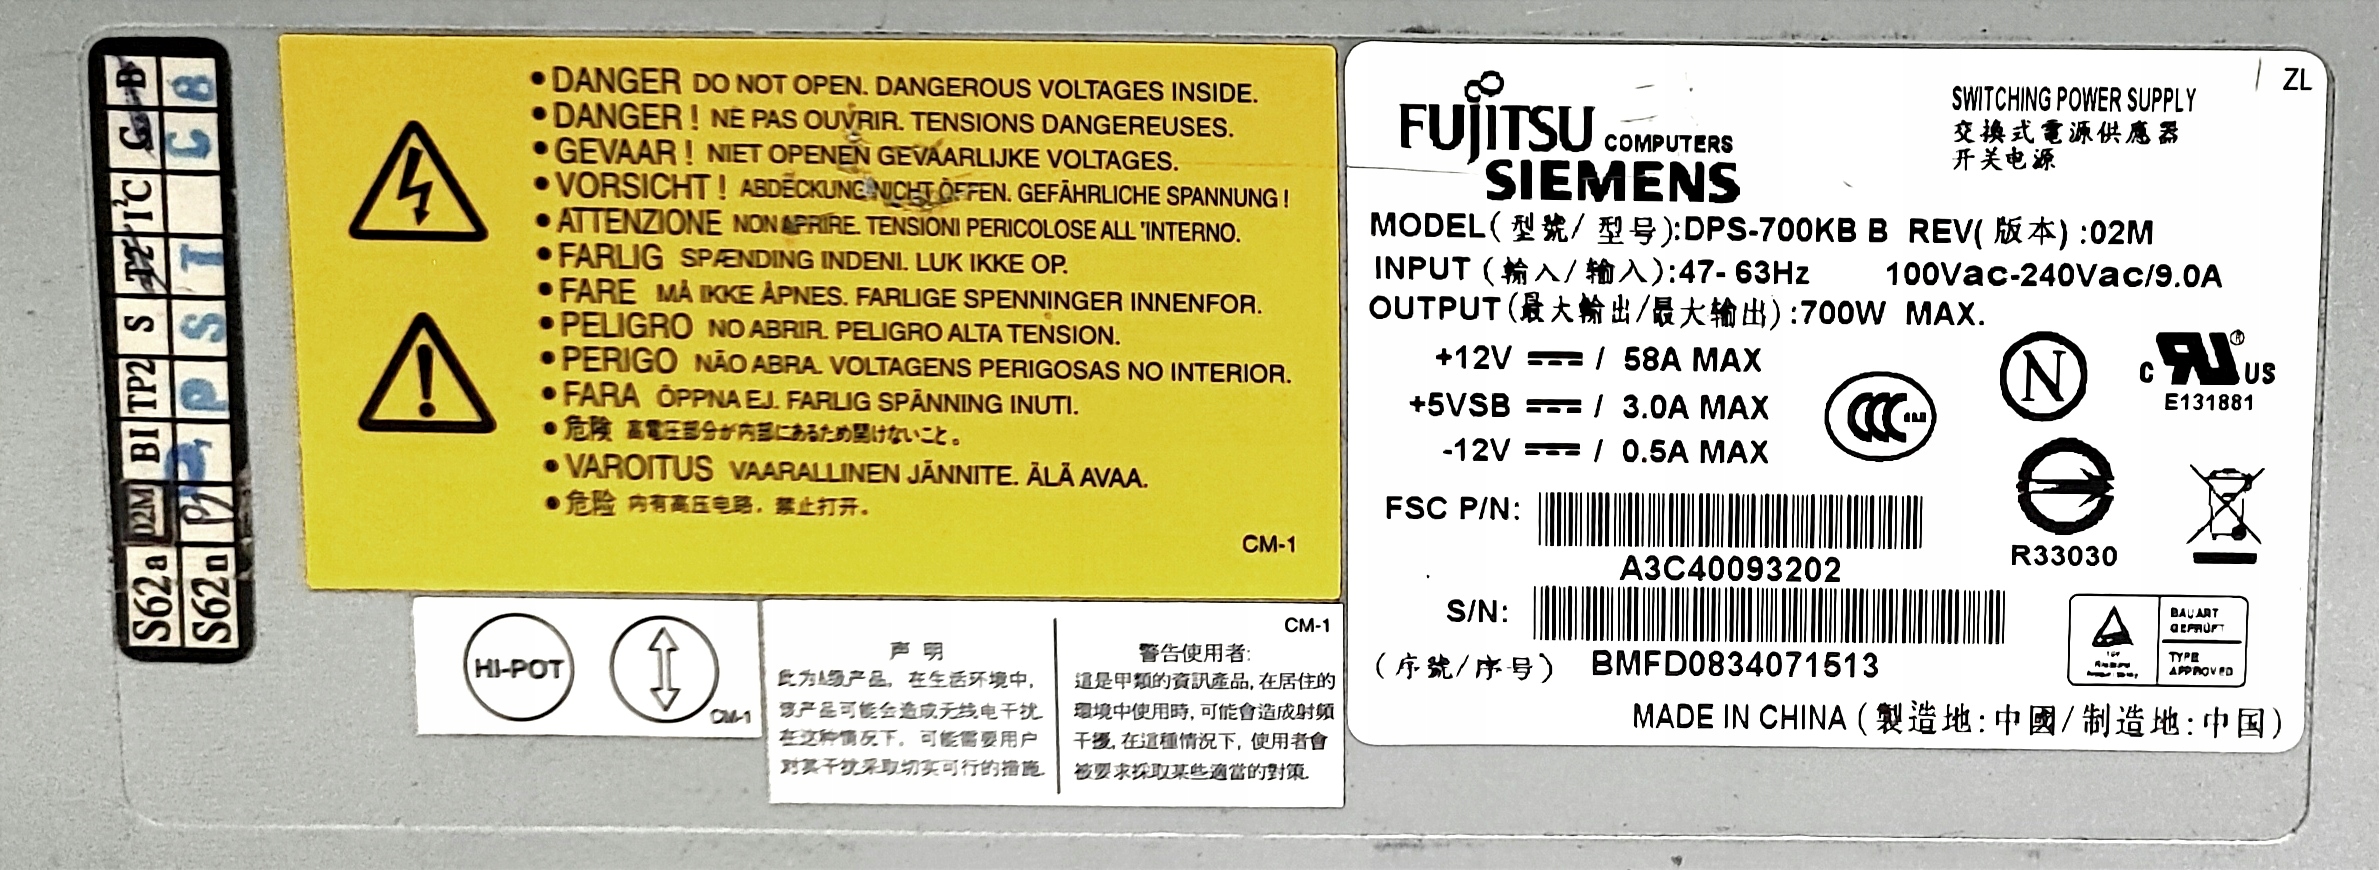 B
8
C
C
I²C
T2
T
S
S
TP2
P
BI
02M
S62a
S62n
• DANGER DO NOT OPEN. DANGEROUS VOLTAGES INSIDE.
• DANGER ! NE PAS OUVRIR. TENSIONS DANGEREUSES.
• GEVAAR ! NIET OPENEN GEVAARLIJKE VOLTAGES.
• VORSICHT ! ABDECKUNG NICHT ÖFFEN. GEFÄHRLICHE SPANNUNG !
• ATTENZIONE NON APRIRE. TENSIONI PERICOLOSE ALL 'INTERNO.
• FARLIG SPÆNDING INDENI. LUK IKKE OP.
• FARE MÅ IKKE ÅPNES. FARLIGE SPENNINGER INNENFOR.
• PELIGRO NO ABRIR. PELIGRO ALTA TENSION.
• PERIGO NÃO ABRA. VOLTAGENS PERIGOSAS NO INTERIOR.
• FARA ÖPPNA EJ. FARLIG SPÄNNING INUTI.
• 危険 高電圧部分が内部にあるため開けないこと。
• VAROITUS VAARALLINEN JÄNNITE. ÄLÄ AVAA.
• 危险 内有高压电路，禁止打开。
CM-1
HI-POT
CM-1
声 明
此为A级产品，在生活环境中，
该产品可能会造成无线电干扰.
在这种情况下，可能需要用户
对其干扰采取切实可行的措施.
CM-1
警告使用者:
這是甲類的資訊產品, 在居住的
環境中使用時, 可能會造成射頻
干擾, 在這種情況下, 使用者會
被要求採取某些適當的對策.
ZL
FUJITSU COMPUTERS
SIEMENS
SWITCHING POWER SUPPLY
交換式電源供應器
开关电源
MODEL (型號/ 型号):DPS-700KB B REV( 版本) :02M
INPUT (輸入/输入):47- 63Hz 100Vac-240Vac/9.0A
OUTPUT(最大輸出/最大输出) :700W MAX.
+12V / 58A MAX
+5VSB / 3.0A MAX
-12V / 0.5A MAX
CCC
N
c RU ® US
E131881
FSC P/N:
A3C40093202
R33030
S/N:
(序號/序号) BMFD0834071513
BAUART
GEPRÜFT
TYPE
APPROVED
MADE IN CHINA (製造地:中國/制造地:中国)